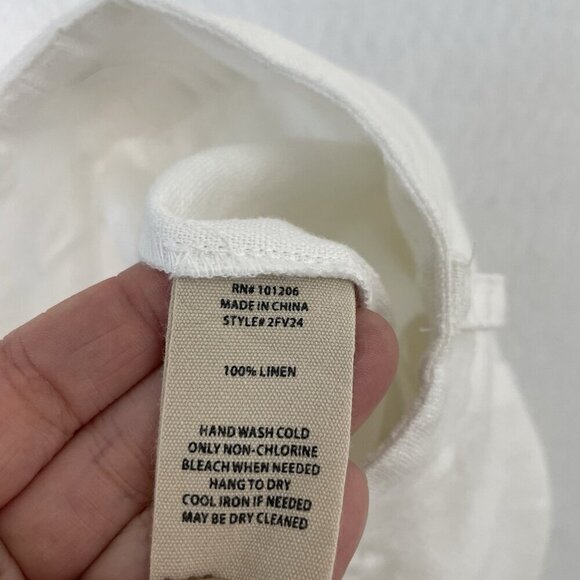 RN# 101206
MADE IN CHINA
STYLE# 2FV24
100% LINEN
HAND WASH COLD
ONLY NON-CHLORINE
BLEACH WHEN NEEDED
HANG TO DRY
COOL IRON IF NEEDED
MAY BE DRY CLEANED